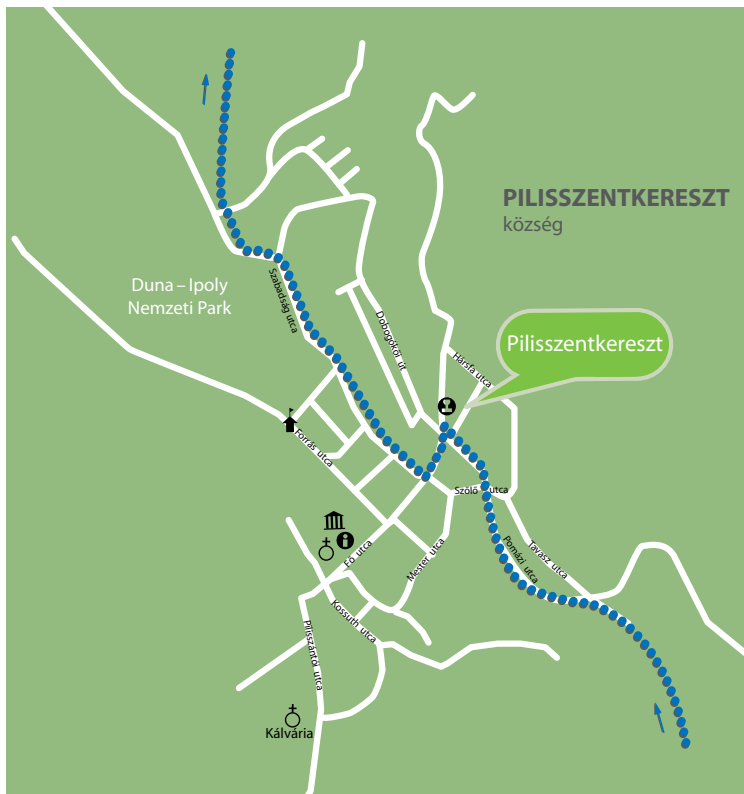 PILISSZENTKERESZT
község
Duna – Ipoly
Nemzeti Park
Szabadság utca
Dobogókői út
Pilisszentkereszt
Hársfa utca
Forrás utca
Szőlő utca
Fő utca
Mester utca
Pomázi utca
Tavasz utca
Kossuth utca
Pilisszántói utca
Kálvária